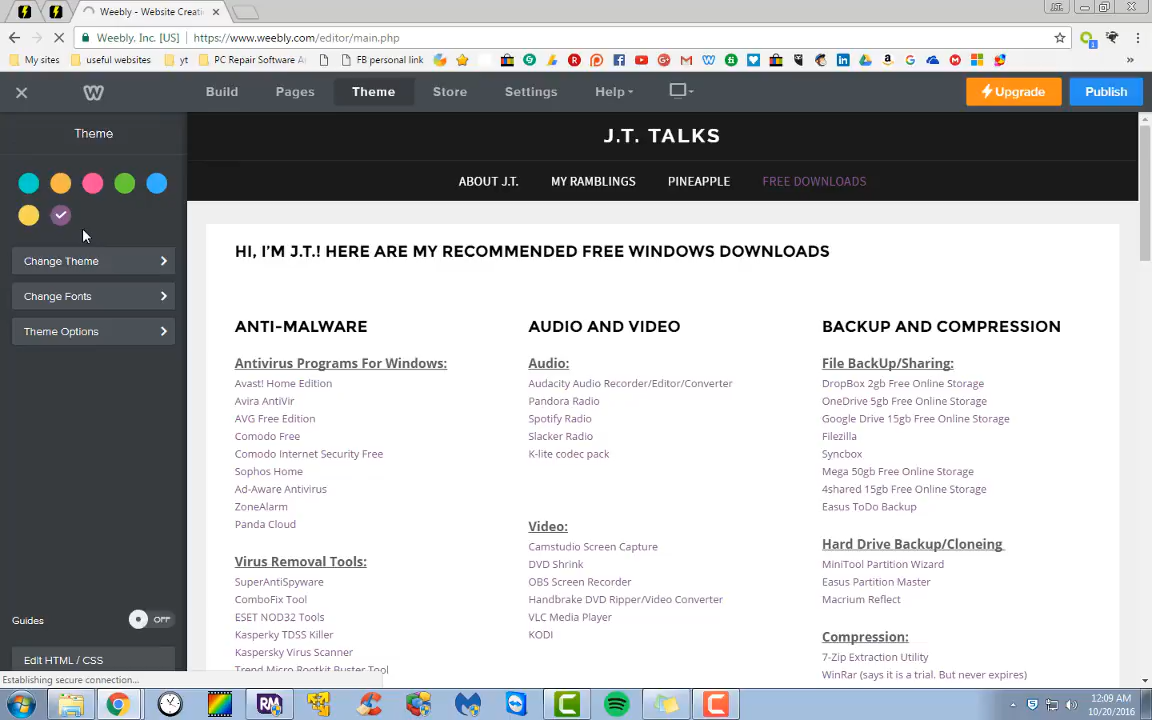 Weebly - Website Creati
×
J.T.
Weebly, Inc. [US]
https://www.weebly.com/editor/main.php
My sites
useful websites
yt
PC Repair Software A
FB personal link
Build
Pages
Theme
Store
Settings
Help
Upgrade
Publish
Theme
Change Theme
Change Fonts
Theme Options
Guides
OFF
Edit HTML / CSS
Establishing secure connection...
J.T. TALKS
ABOUT J.T.
MY RAMBLINGS
PINEAPPLE
FREE DOWNLOADS
HI, I'M J.T.! HERE ARE MY RECOMMENDED FREE WINDOWS DOWNLOADS
ANTI-MALWARE
Antivirus Programs For Windows:
Avast! Home Edition
Avira AntiVir
AVG Free Edition
Comodo Free
Comodo Internet Security Free
Sophos Home
Ad-Aware Antivirus
ZoneAlarm
Panda Cloud
Virus Removal Tools:
SuperAntiSpyware
ComboFix Tool
ESET NOD32 Tools
Kasperky TDSS Killer
Kaspersky Virus Scanner
Trend Micro Rootkit Buster Tool
AUDIO AND VIDEO
Audio:
Audacity Audio Recorder/Editor/Converter
Pandora Radio
Spotify Radio
Slacker Radio
K-lite codec pack
Video:
Camstudio Screen Capture
DVD Shrink
OBS Screen Recorder
Handbrake DVD Ripper/Video Converter
VLC Media Player
KODI
BACKUP AND COMPRESSION
File BackUp/Sharing:
DropBox 2gb Free Online Storage
OneDrive 5gb Free Online Storage
Google Drive 15gb Free Online Storage
Filezilla
Syncbox
Mega 50gb Free Online Storage
4shared 15gb Free Online Storage
Easus ToDo Backup
Hard Drive Backup/Cloneing
MiniTool Partition Wizard
Easus Partition Master
Macrium Reflect
Compression:
7-Zip Extraction Utility
WinRar (says it is a trial. But never expires)
12:09 AM
10/20/2016